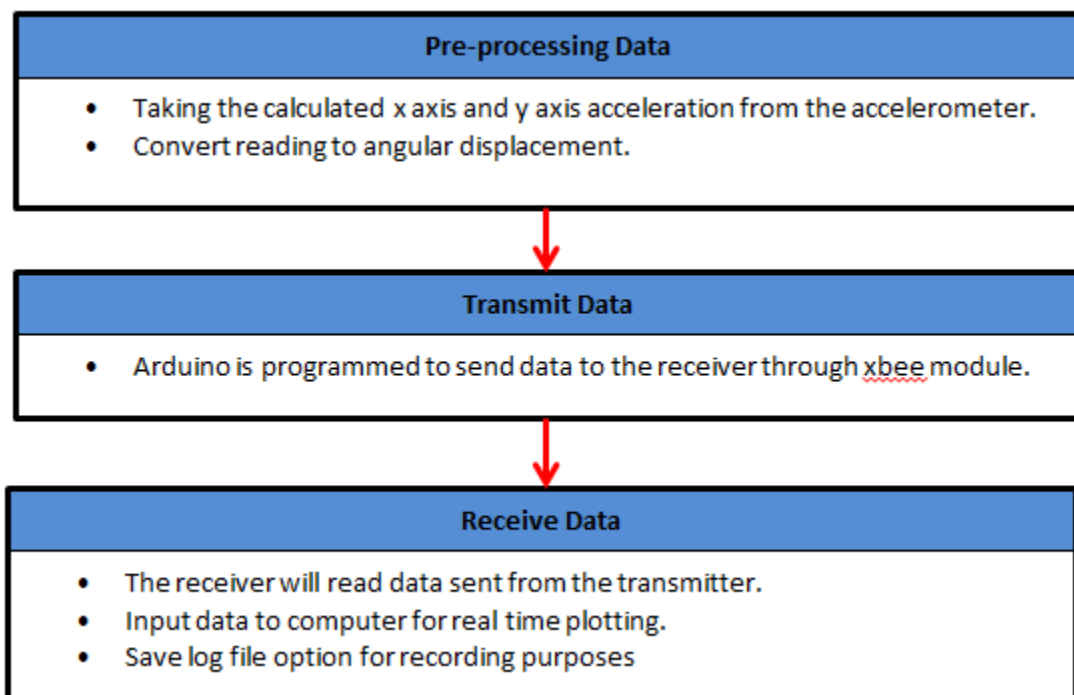 Pre-processing Data
• Taking the calculated x axis and y axis acceleration from the accelerometer.
• Convert reading to angular displacement.
Transmit Data
• Arduino is programmed to send data to the receiver through xbee module.
Receive Data
• The receiver will read data sent from the transmitter.
• Input data to computer for real time plotting.
• Save log file option for recording purposes